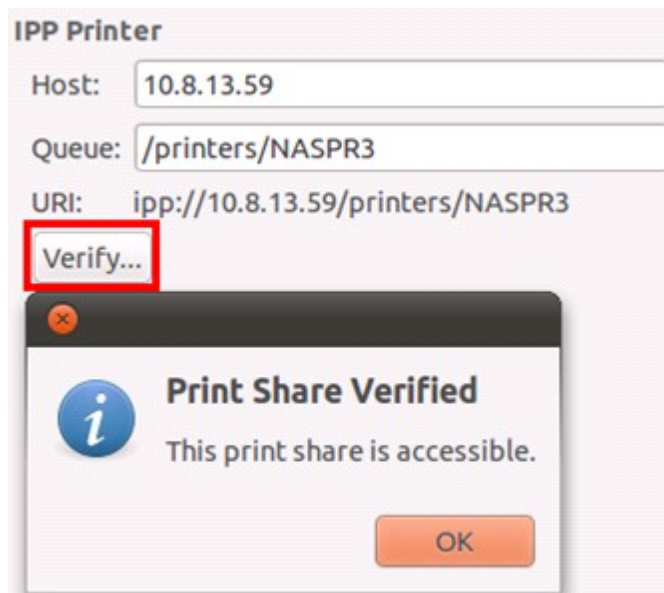 IPP Printer
Host: 10.8.13.59
Queue: /printers/NASPR3
URI: ipp://10.8.13.59/printers/NASPR3
Verify...
Print Share Verified
This print share is accessible.
OK